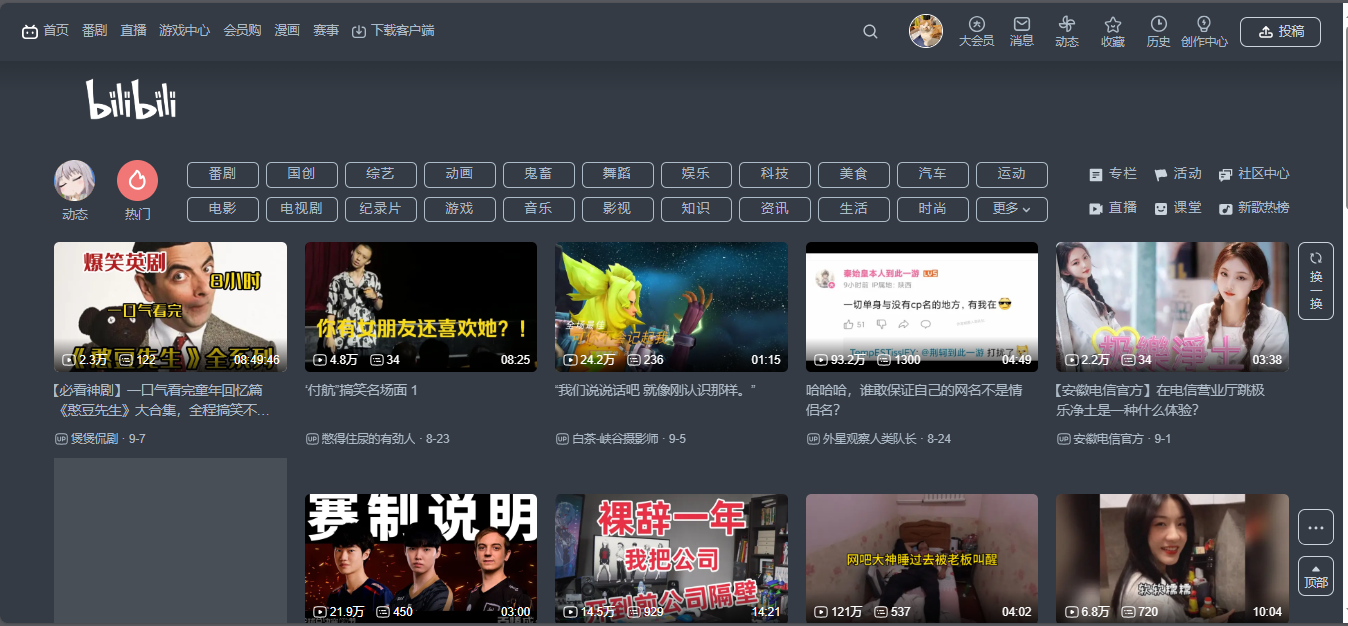 首页 番剧 直播 游戏中心 会员购 漫画 赛事 下载客户端
大会员 消息 动态 收藏 历史 创作中心 投稿
bilibili
动态 热门
番剧 国创 综艺 动画 鬼畜 舞蹈 娱乐 科技 美食 汽车 运动
专栏 活动 社区中心
电影 电视剧 纪录片 游戏 音乐 影视 知识 资讯 生活 时尚 更多
直播 课堂 新歌热榜
爆笑英剧
8小时
一口气看完
《憨豆先生》全系列
2.3万 122 08:49:46
你有女朋友还喜欢她？！
4.8万 34 08:25
24.2万 236 01:15
秦始皇本人到此一游 LV5
9小时前 IP属地：陕西
一切单身与没有cp名的地方，有我在
51
93.2万 1300 04:49
2.2万 34 03:38
换一换
【必看神剧】一口气看完童年回忆篇
《憨豆先生》大合集，全程搞笑不…
UP 煲煲侃剧 · 9-7
‘付航’搞笑名场面 1
UP 憋得住尿的有劲人 · 8-23
“我们说说话吧 就像刚认识那样。”
UP 白茶-峡谷摄影师 · 9-5
哈哈哈，谁敢保证自己的网名不是情
侣名？
UP 外星观察人类队长 · 8-24
【安徽电信官方】在电信营业厅跳极
乐净土是一种什么体验?
UP 安徽电信官方 · 9-1
赛制说明
21.9万 450 03:00
裸辞一年
我把公司
到前公司隔壁
14.5万 929 14:21
网吧大神睡过去被老板叫醒
121万 537 04:02
软软糯糯
6.8万 720 10:04
顶部